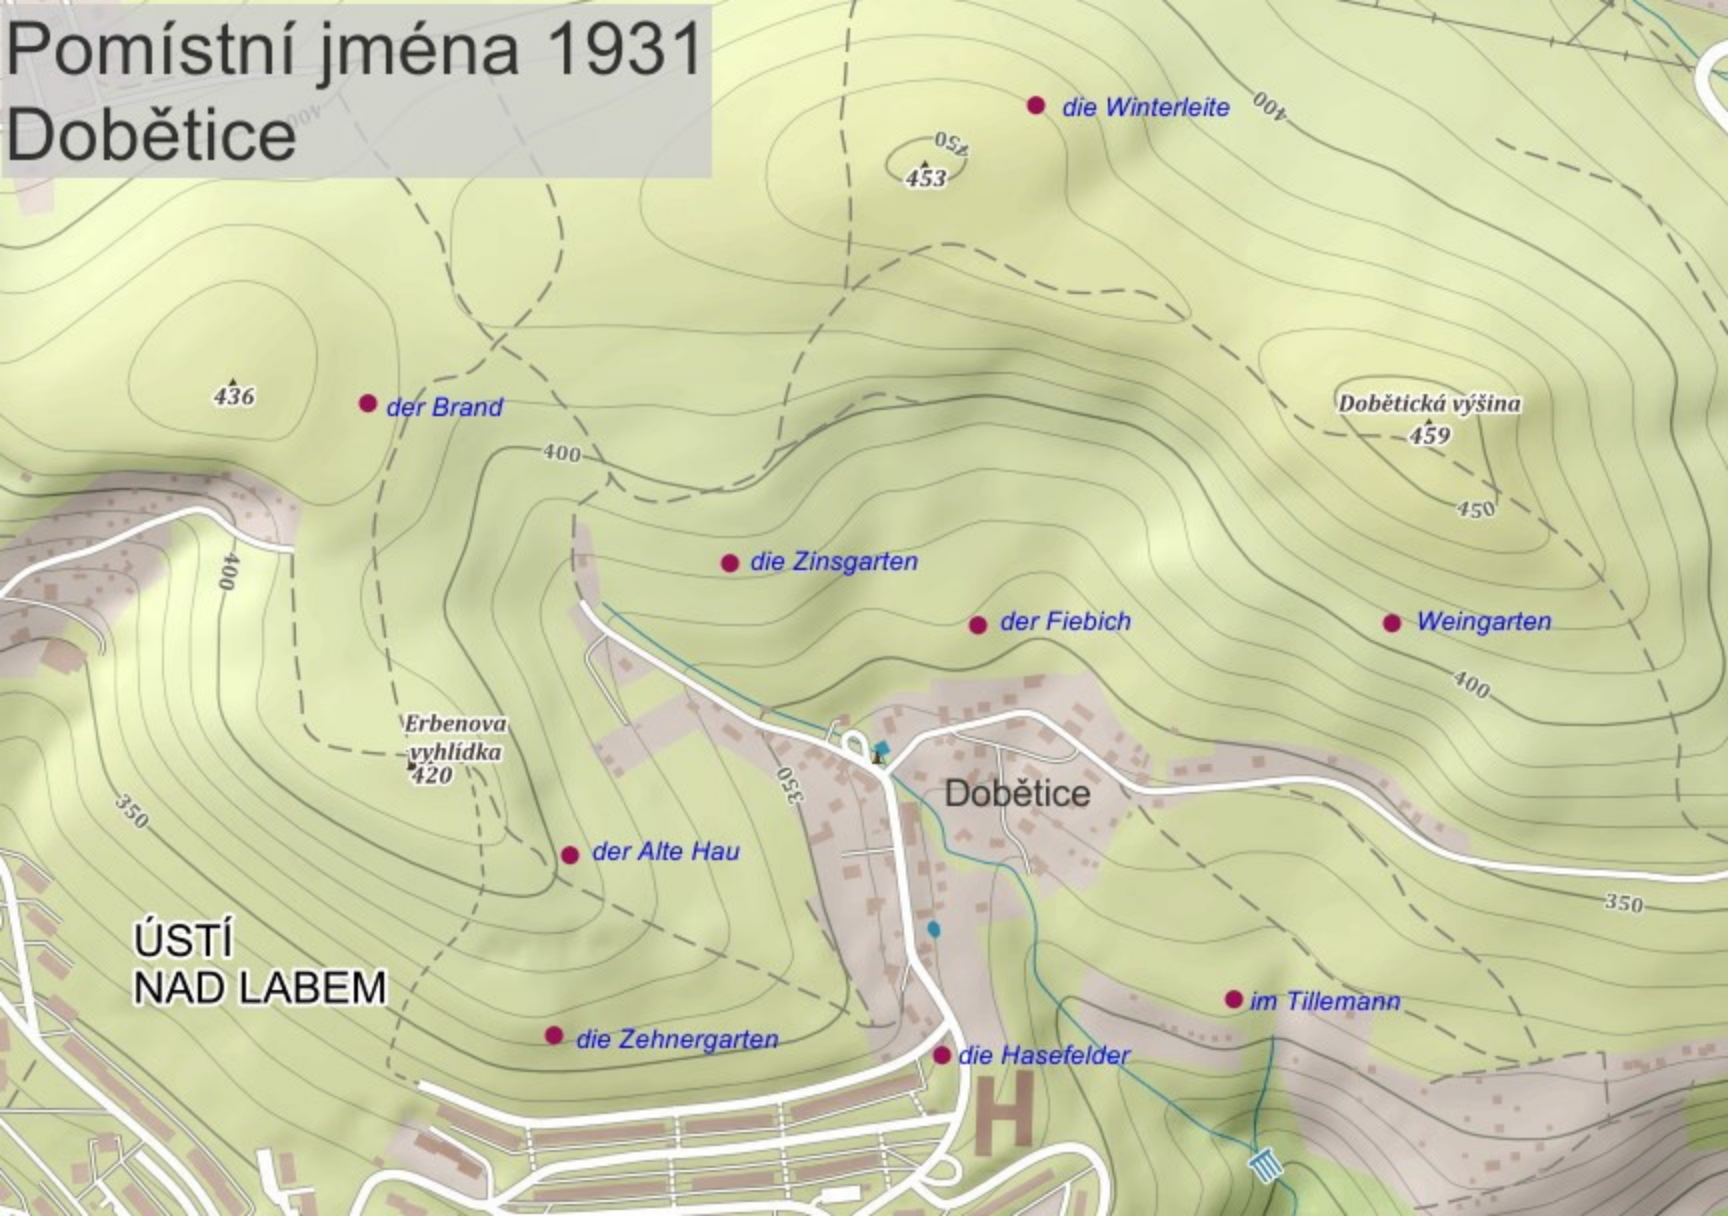 Pomístní jména 1931
Dobětice
400
die Winterleite
400
450
453
436
der Brand
Dobětická výšina
459
400
450
die Zinsgarten
400
der Fiebich
Weingarten
400
Erbenova
vyhlídka
420
350
350
Dobětice
der Alte Hau
350
ÚSTÍ
NAD LABEM
im Tillemann
die Zehnergarten
die Hasefelder